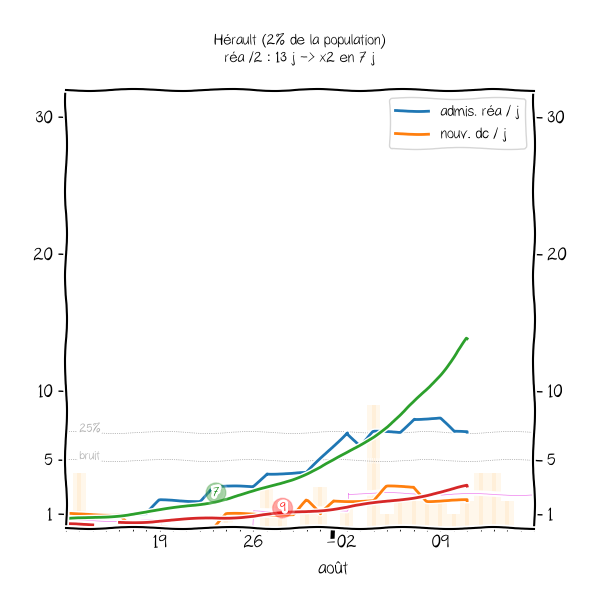 Hérault (2% de la population)
réa /2 : 13 j -> x2 en 7 j
admis. réa / j
nouv. dc / j
30
30
20
20
10
10
25%
5
bruit
5
7
9
1
1
19
26
02
09
août